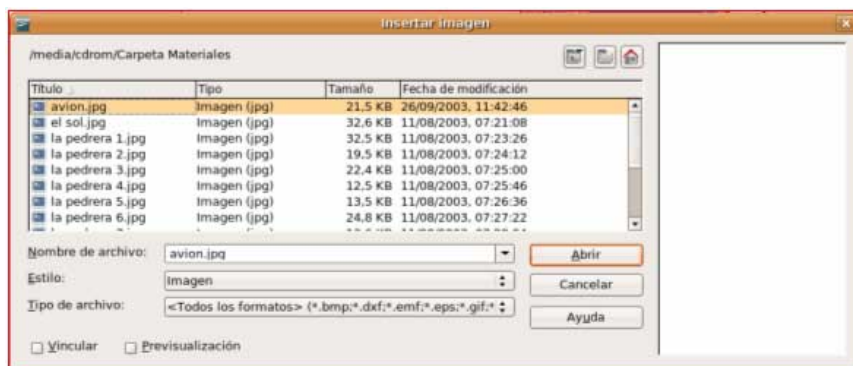 Insertar imagen
/media/cdrom/Carpeta Materiales
Título Tipo Tamaño Fecha de modificación
avion.jpg Imagen (jpg) 21,5 KB 26/09/2003, 11:42:46
el sol.jpg Imagen (jpg) 32,6 KB 11/08/2003, 07:21:08
la pedrera 1.jpg Imagen (jpg) 32,5 KB 11/08/2003, 07:23:26
la pedrera 2.jpg Imagen (jpg) 19,5 KB 11/08/2003, 07:24:12
la pedrera 3.jpg Imagen (jpg) 22,4 KB 11/08/2003, 07:25:00
la pedrera 4.jpg Imagen (jpg) 12,5 KB 11/08/2003, 07:25:46
la pedrera 5.jpg Imagen (jpg) 13,5 KB 11/08/2003, 07:26:36
la pedrera 6.jpg Imagen (jpg) 24,8 KB 11/08/2003, 07:27:22
Nombre de archivo: avion.jpg Abrir
Estilo: Imagen Cancelar
Tipo de archivo: <Todos los formatos> (*.bmp;*.dxf;*.emf;*.eps;*.gif;* Ayuda
Vincular Previsualización